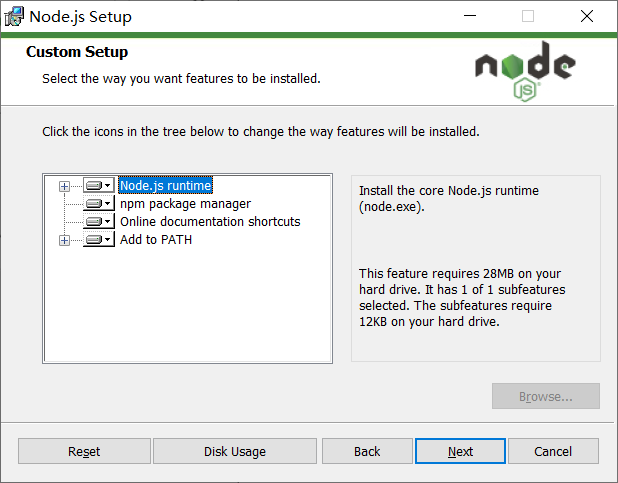 Node.js Setup
Custom Setup
Select the way you want features to be installed.
node
JS
Click the icons in the tree below to change the way features will be installed.
Node.js runtime
npm package manager
Online documentation shortcuts
Add to PATH
Install the core Node.js runtime
(node.exe).
This feature requires 28MB on your
hard drive. It has 1 of 1 subfeatures
selected. The subfeatures require
12KB on your hard drive.
Browse...
Reset
Disk Usage
Back
Next
Cancel